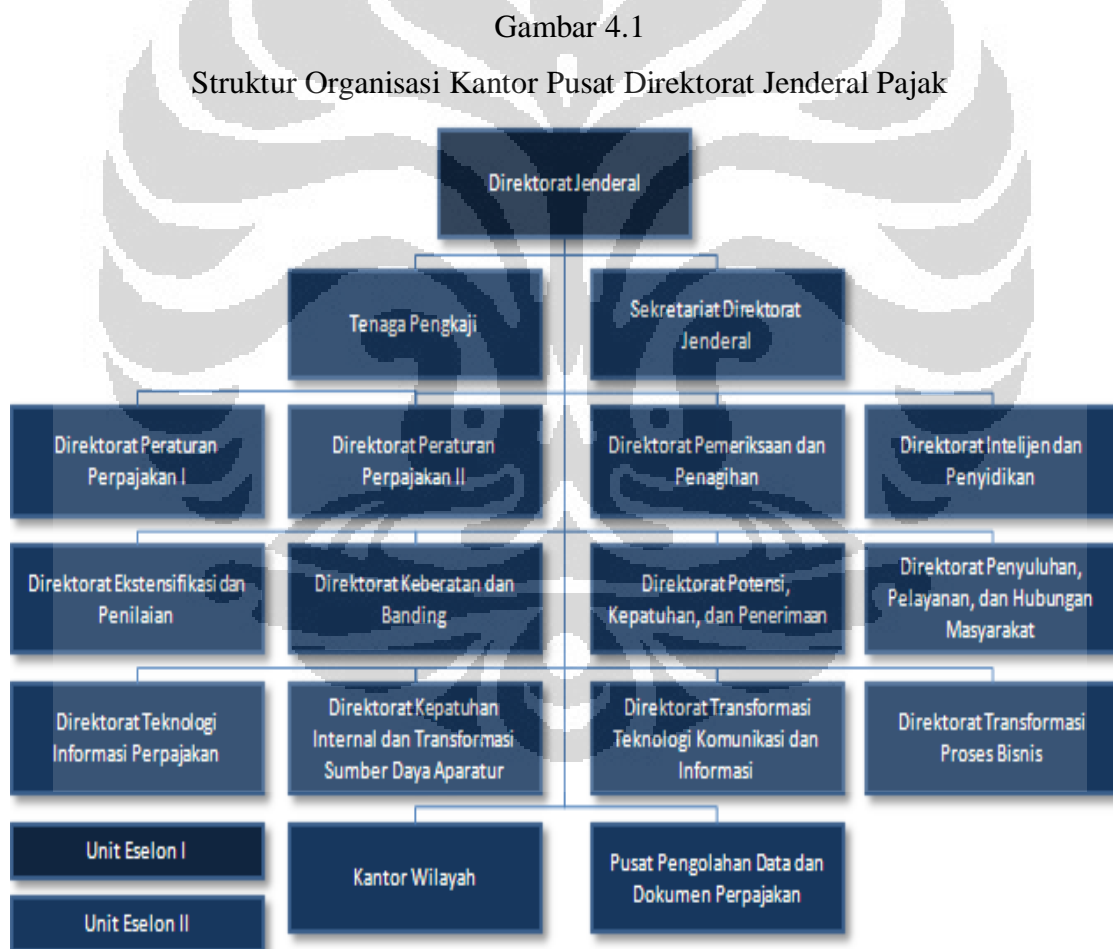 Gambar 4.1
Struktur Organisasi Kantor Pusat Direktorat Jenderal Pajak
Direktorat Jenderal
Tenaga Pengkaji
Sekretariat Direktorat
Jenderal
Direktorat Peraturan
Perpajakan I
Direktorat Peraturan
Perpajakan II
Direktorat Pemeriksaan dan
Penagihan
Direktorat Intelijen dan
Penyidikan
Direktorat Ekstensifikasi dan
Penilaian
Direktorat Keberatan dan
Banding
Direktorat Potensi,
Kepatuhan, dan Penerimaan
Direktorat Penyuluhan,
Pelayanan, dan Hubungan
Masyarakat
Direktorat Teknologi
Informasi Perpajakan
Direktorat Kepatuhan
Internal dan Transformasi
Sumber Daya Aparatur
Direktorat Transformasi
Teknologi Komunikasi dan
Informasi
Direktorat Transformasi
Proses Bisnis
Unit Eselon I
Unit Eselon II
Kantor Wilayah
Pusat Pengolahan Data dan
Dokumen Perpajakan